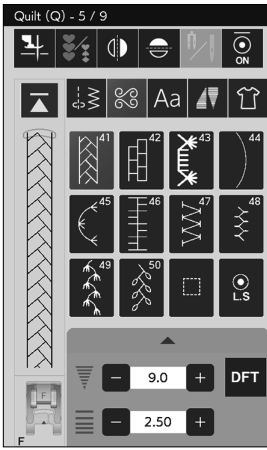 Quilt (Q) - 5 / 9
ON
Aa
41 42 43 44
45 46 47 48
49 50 L.S
− 9.0 + DFT
− 2.50 +
F
F